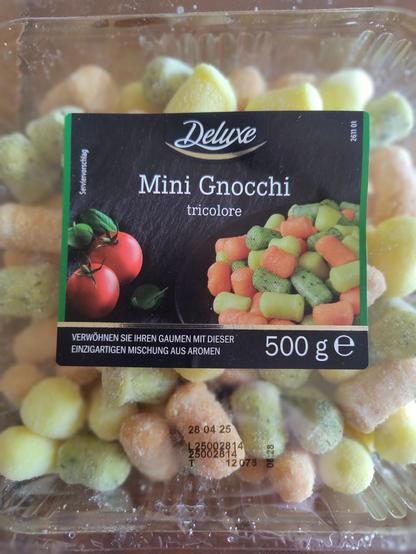 Deluxe
Mini Gnocchi
tricolore
Serviervorschlag
2611 01
VERWÖHNEN SIE IHREN GAUMEN MIT DIESER
EINZIGARTIGEN MISCHUNG AUS AROMEN
500 g ℮
28 04 25
L25002814
25002814
T 12073